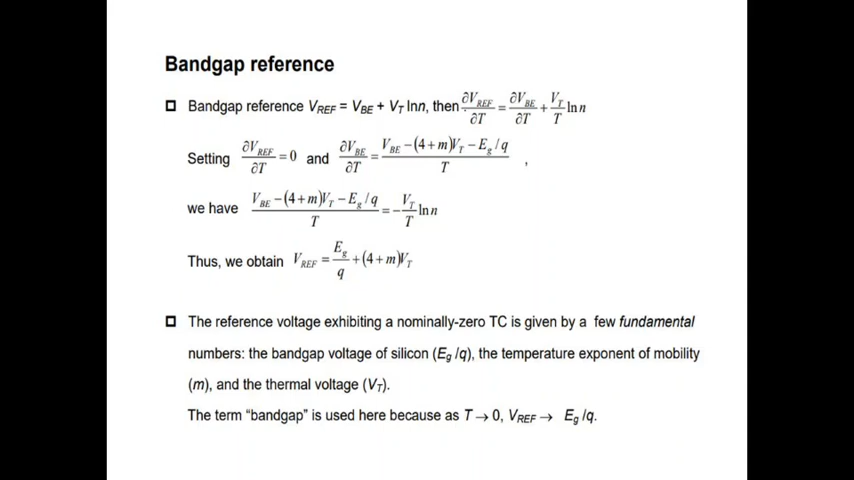 Bandgap reference
Bandgap reference V_REF = V_BE + V_T lnn, then ∂V_REF/∂T = ∂V_BE/∂T + V_T/T ln n
Setting ∂V_REF/∂T = 0 and ∂V_BE/∂T = (V_BE − (4+m)V_T − E_g/q)/T ,
we have (V_BE − (4+m)V_T − E_g/q)/T = − V_T/T ln n
Thus, we obtain V_REF = E_g/q + (4+m)V_T
The reference voltage exhibiting a nominally-zero TC is given by a few fundamental
numbers: the bandgap voltage of silicon (E_g/q), the temperature exponent of mobility
(m), and the thermal voltage (V_T).
The term “bandgap” is used here because as T → 0, V_REF → E_g/q.